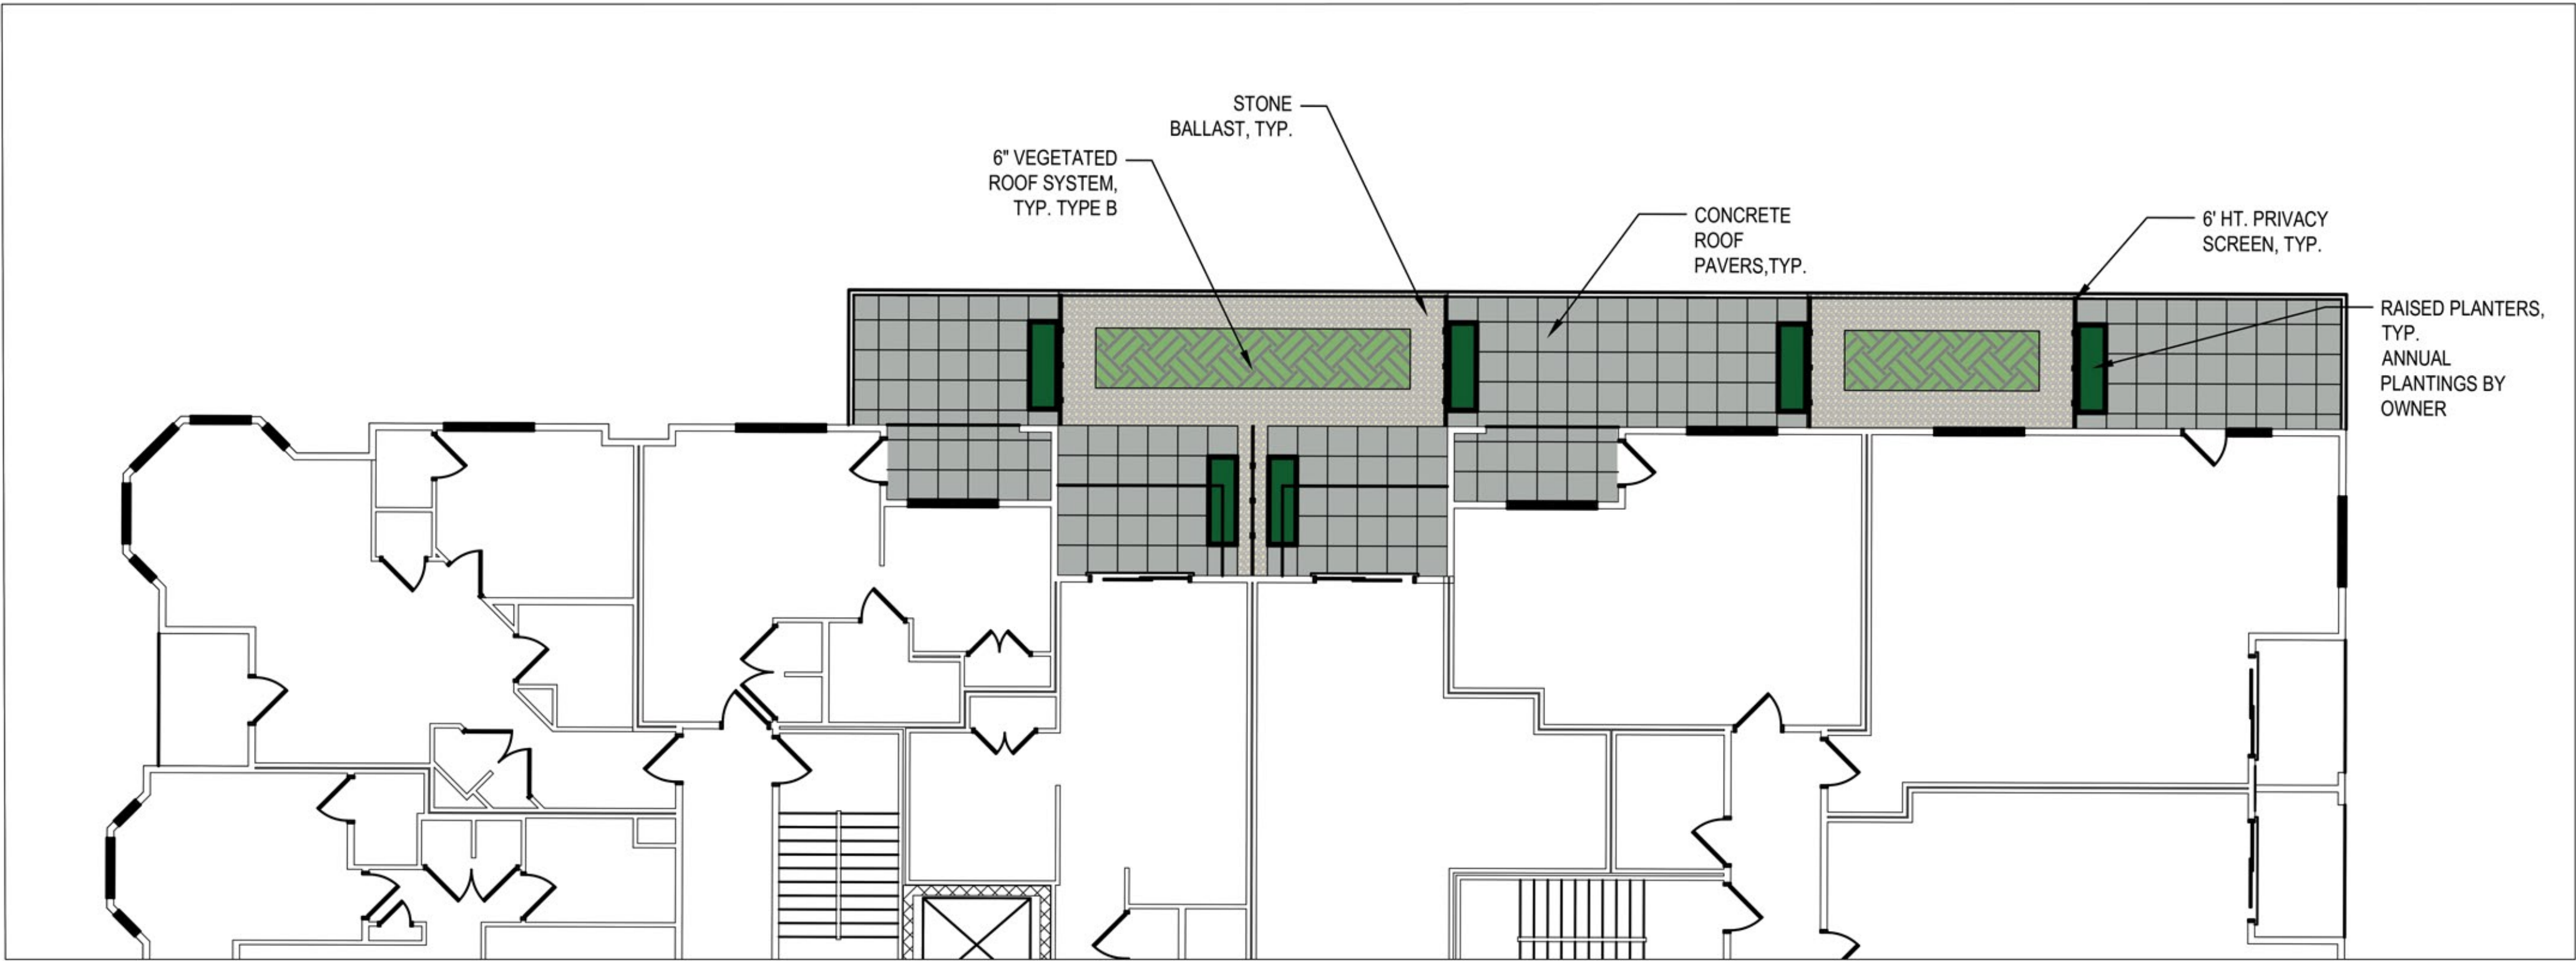 STONE
BALLAST, TYP.
6" VEGETATED
ROOF SYSTEM,
TYP. TYPE B
CONCRETE
ROOF
PAVERS,TYP.
6' HT. PRIVACY
SCREEN, TYP.
RAISED PLANTERS,
TYP.
ANNUAL
PLANTINGS BY
OWNER